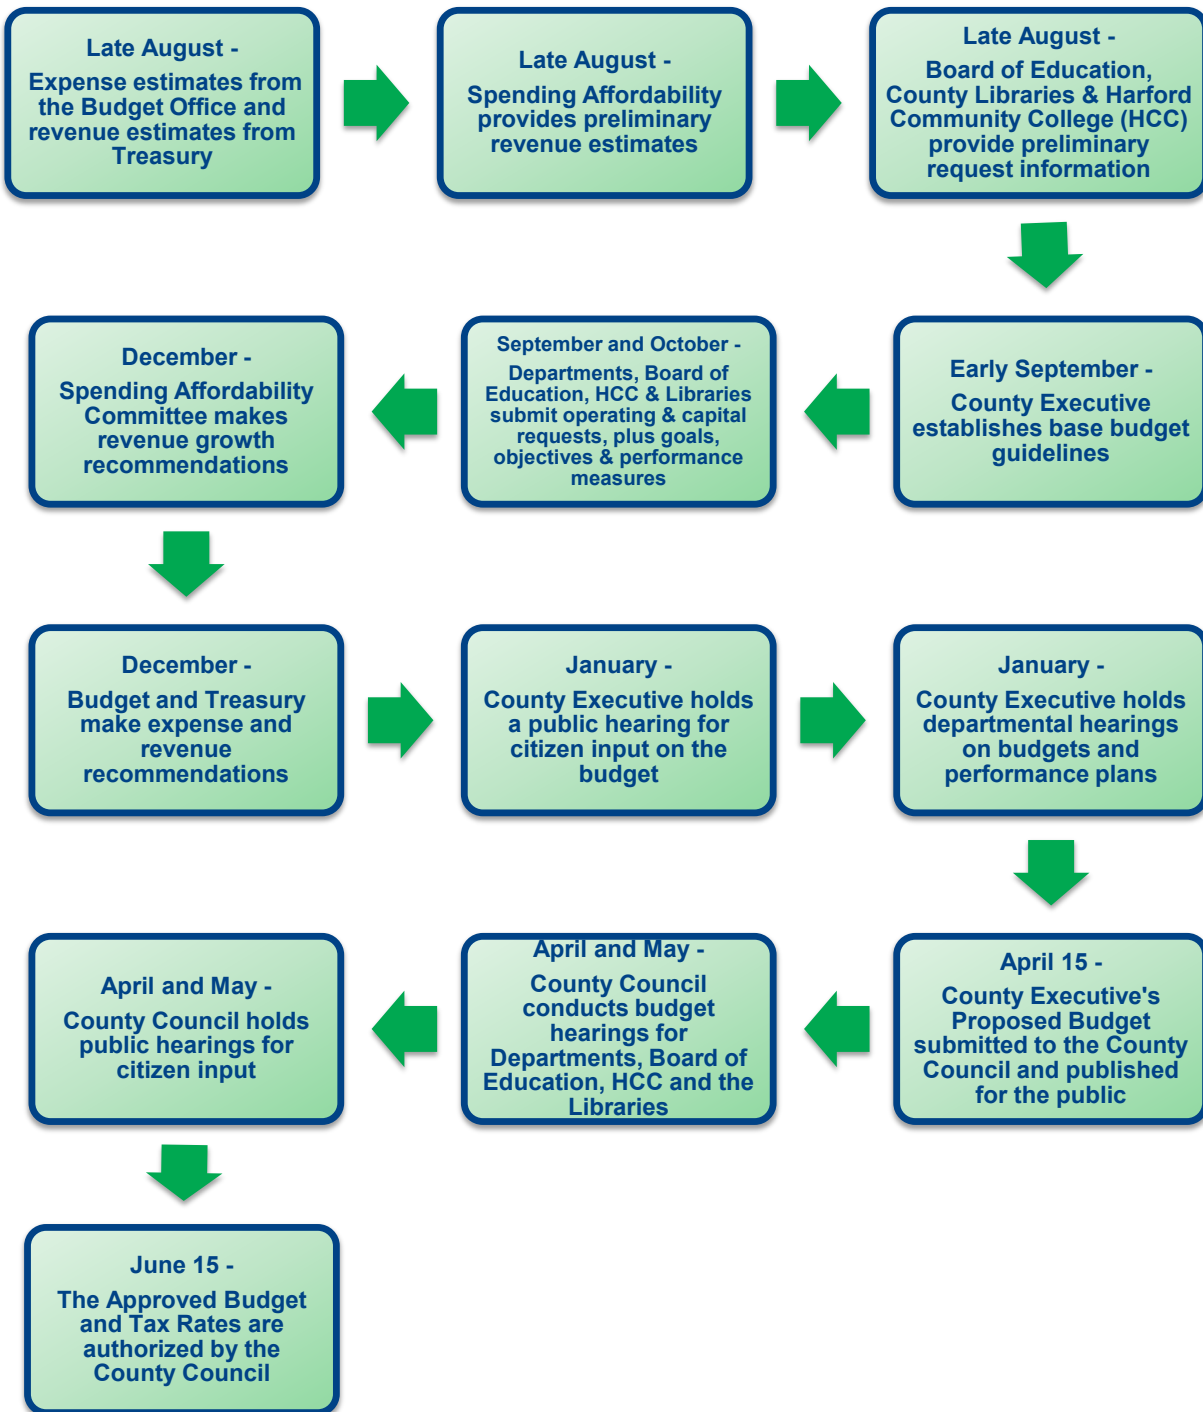 Late August -
Expense estimates from
the Budget Office and
revenue estimates from
Treasury
Late August -
Spending Affordability
provides preliminary
revenue estimates
Late August -
Board of Education,
County Libraries & Harford
Community College (HCC)
provide preliminary
request information
Early September -
County Executive
establishes base budget
guidelines
September and October -
Departments, Board of
Education, HCC & Libraries
submit operating & capital
requests, plus goals,
objectives & performance
measures
December -
Spending Affordability
Committee makes
revenue growth
recommendations
December -
Budget and Treasury
make expense and
revenue
recommendations
January -
County Executive holds
a public hearing for
citizen input on the
budget
January -
County Executive holds
departmental hearings
on budgets and
performance plans
April 15 -
County Executive's
Proposed Budget
submitted to the County
Council and published
for the public
April and May -
County Council
conducts budget
hearings for
Departments, Board of
Education, HCC and the
Libraries
April and May -
County Council holds
public hearings for
citizen input
June 15 -
The Approved Budget
and Tax Rates are
authorized by the
County Council